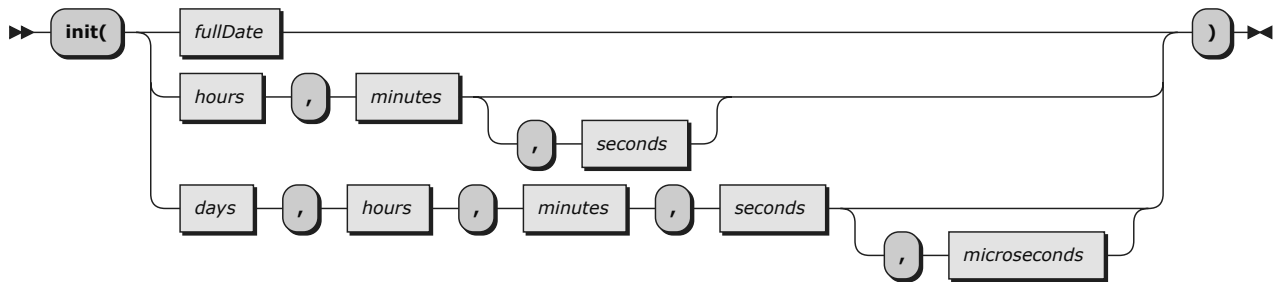 init( fullDate )
hours , minutes
, seconds
days , hours , minutes , seconds
, microseconds